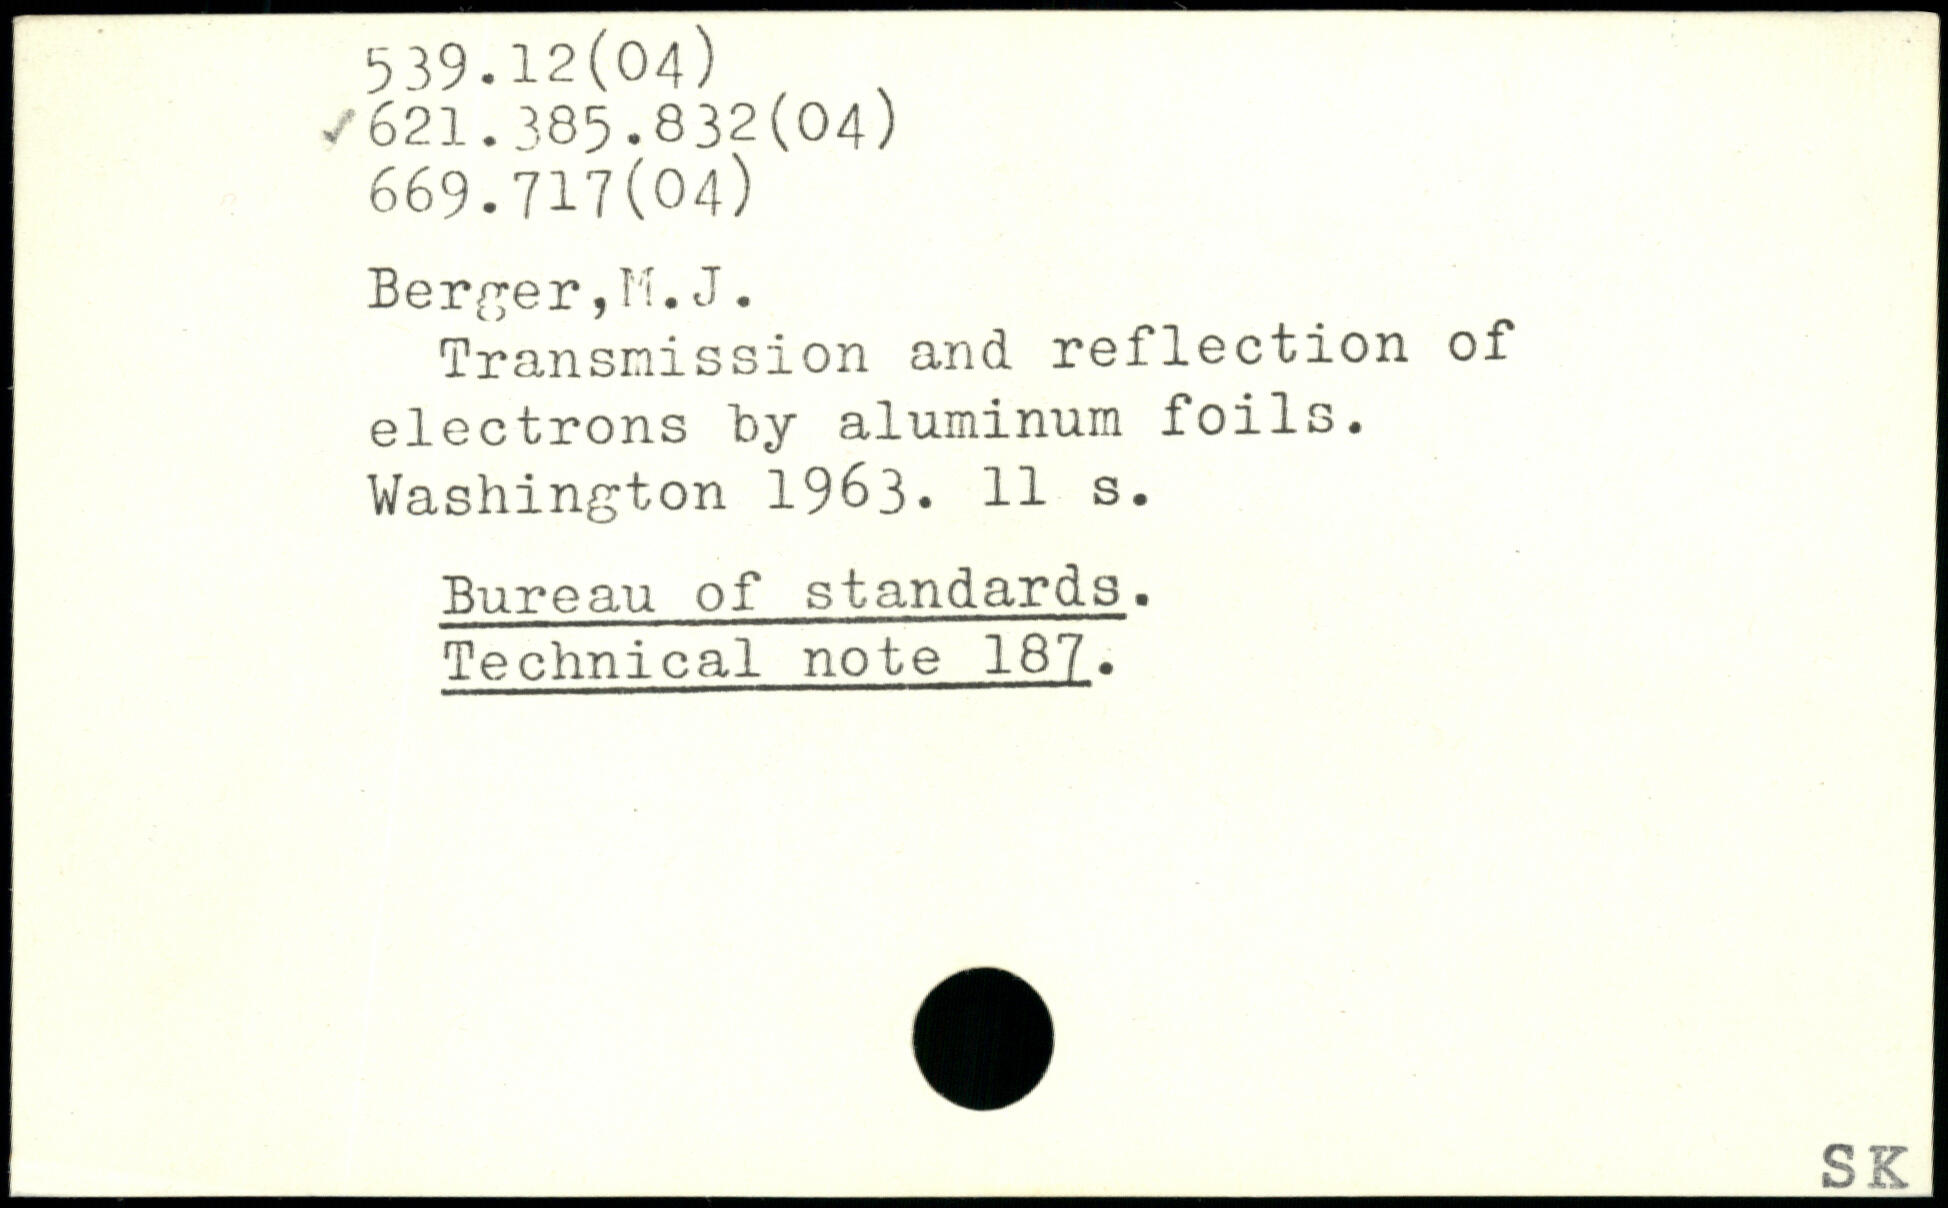 539.12(04)
✓621.385.832(04)
669.717(04)
Berger,M.J.
Transmission and reflection of
electrons by aluminum foils.
Washington 1963. 11 s.
Bureau of standards.
Technical note 187.
SK